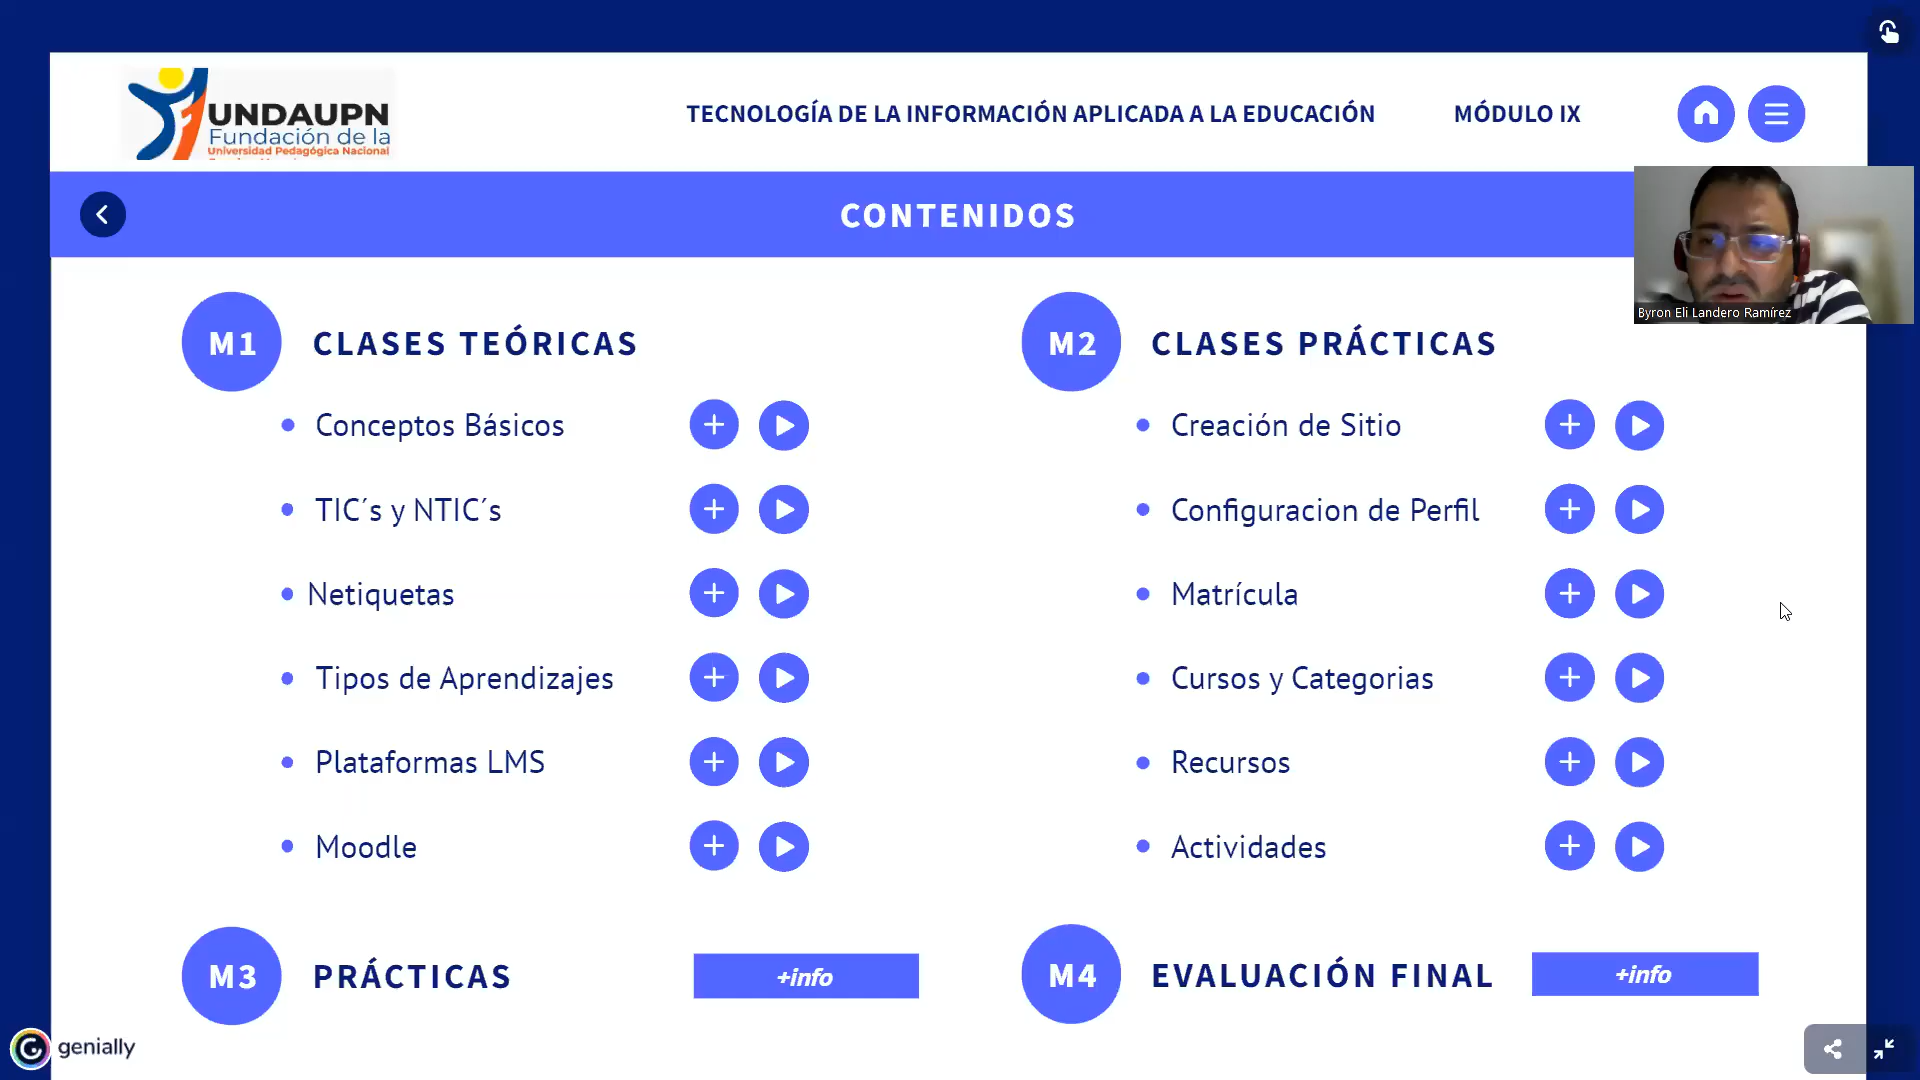 UNDAUPN
Fundación de la
Universidad Pedagógica Nacional
TECNOLOGÍA DE LA INFORMACIÓN APLICADA A LA EDUCACIÓN
MÓDULO IX
CONTENIDOS
Byron Eli Landero Ramírez
M1 CLASES TEÓRICAS
Conceptos Básicos
TIC´s y NTIC´s
Netiquetas
Tipos de Aprendizajes
Plataformas LMS
Moodle
M2 CLASES PRÁCTICAS
Creación de Sitio
Configuracion de Perfil
Matrícula
Cursos y Categorias
Recursos
Actividades
M3 PRÁCTICAS +info
M4 EVALUACIÓN FINAL +info
genially